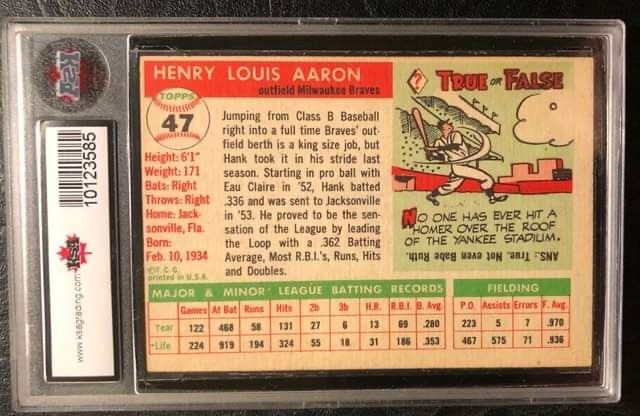 KSA
www.ksagrading.com
KSA
10123585
HENRY LOUIS AARON
outfield Milwaukee Braves
TOPPS
47
Height: 6'1"
Weight: 171
Bats: Right
Throws: Right
Home: Jack-
sonville, Fla.
Born:
Feb. 10, 1934
©T. C. G.
printed in U.S.A.
Jumping from Class B Baseball
right into a full time Braves' out-
field berth is a king size job, but
Hank took it in his stride last
season. Starting in pro ball with
Eau Claire in '52, Hank batted
.336 and was sent to Jacksonville
in '53. He proved to be the sen-
sation of the League by leading
the Loop with a .362 Batting
Average, Most R.B.I.'s, Runs, Hits
and Doubles.
? TRUE OR FALSE
NO ONE HAS EVER HIT A
HOMER OVER THE ROOF
OF THE YANKEE STADIUM.
ANS.: True. Not even Babe Ruth.
MAJOR & MINOR LEAGUE BATTING RECORDS FIELDING
Games At Bat Runs Hits 2b 3b H.R. R.B.I. B. Avg. P.O. Assists Errors F. Avg.
Year 122 468 58 131 27 6 13 69 .280 223 5 7 .970
*Life 224 919 194 324 55 18 31 186 .353 467 575 71 .936